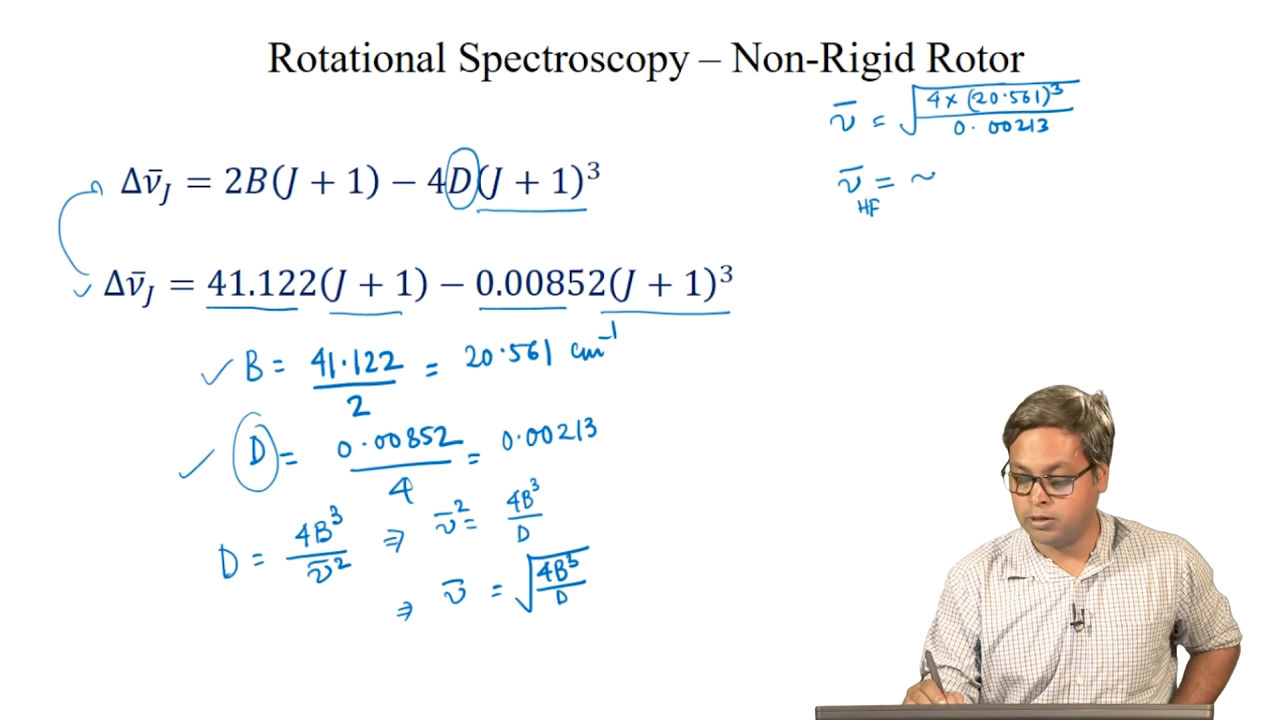 Rotational Spectroscopy – Non-Rigid Rotor
ν̄ = √(4 × (20.561)³ / 0.00213)
Δν̄_J = 2B(J + 1) − 4D(J + 1)³
ν̄_HF = ~
Δν̄_J = 41.122(J + 1) − 0.00852(J + 1)³
✓ B = 41.122 / 2 = 20.561 cm⁻¹
✓ D = 0.00852 / 4 = 0.00213
D = 4B³ / ν̄² ⇒ ν̄² = 4B³ / D
⇒ ν̄ = √(4B³ / D)